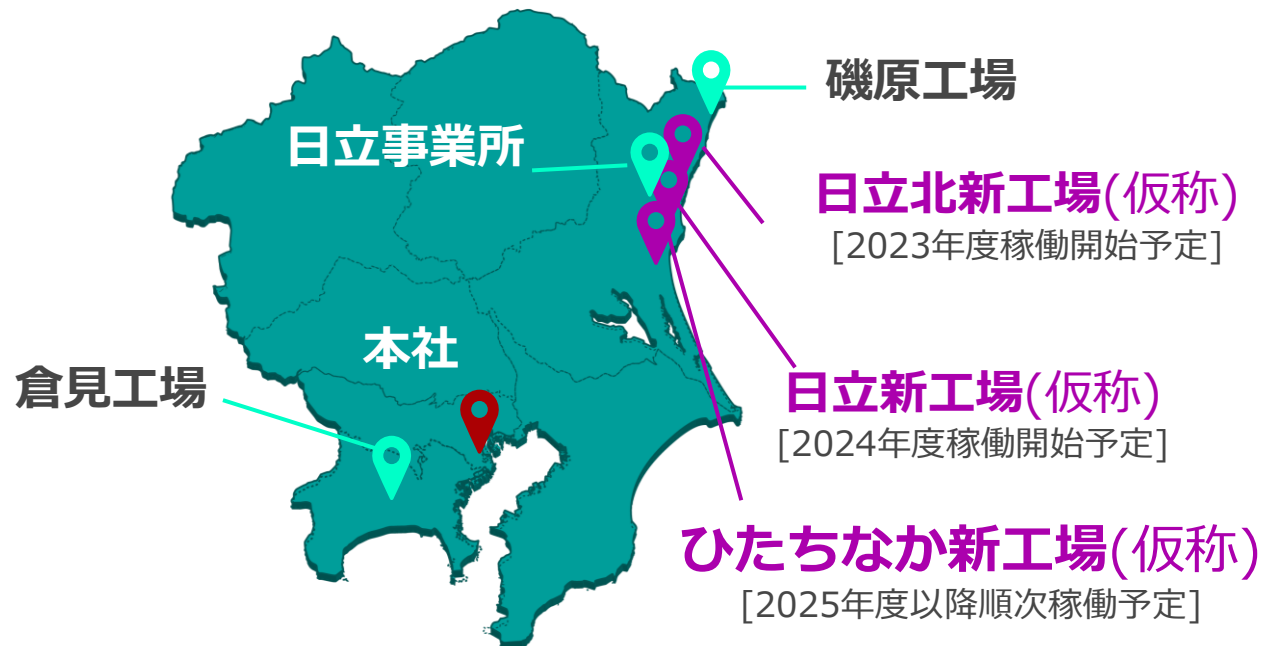 磯原工場
日立事業所
日立北新工場(仮称)
[2023年度稼働開始予定]
本社
倉見工場
日立新工場(仮称)
[2024年度稼働開始予定]
ひたちなか新工場(仮称)
[2025年度以降順次稼働予定]